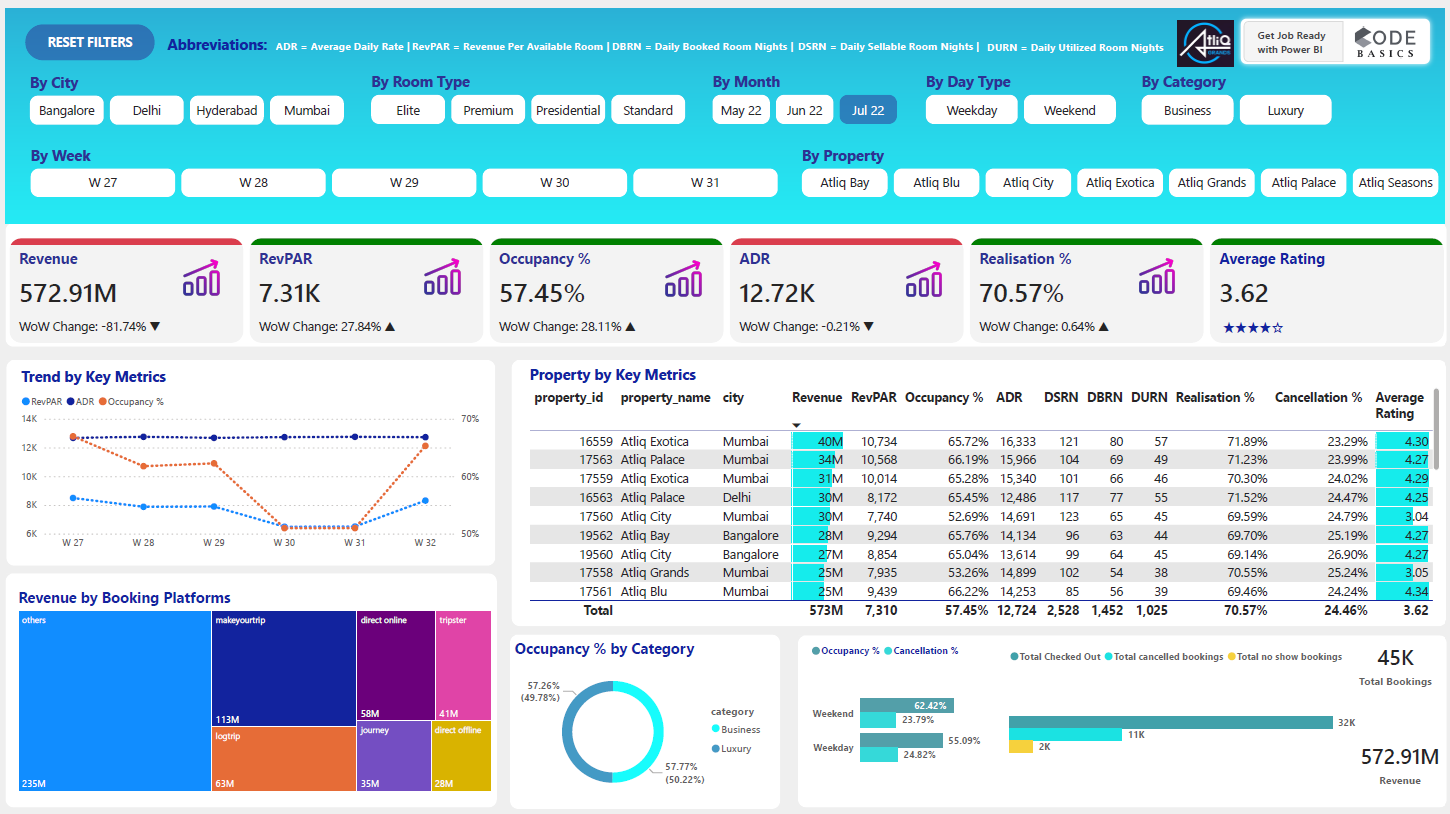 RESET FILTERS
Abbreviations: ADR = Average Daily Rate | RevPAR = Revenue Per Available Room | DBRN = Daily Booked Room Nights | DSRN = Daily Sellable Room Nights | DURN = Daily Utilized Room Nights
AtliQ
GRANDS
Get Job Ready
with Power BI
CODE
BASICS
By City
Bangalore
Delhi
Hyderabad
Mumbai
By Room Type
Elite
Premium
Presidential
Standard
By Month
May 22
Jun 22
Jul 22
By Day Type
Weekday
Weekend
By Category
Business
Luxury
By Week
W 27
W 28
W 29
W 30
W 31
By Property
Atliq Bay
Atliq Blu
Atliq City
Atliq Exotica
Atliq Grands
Atliq Palace
Atliq Seasons
Revenue
572.91M
WoW Change: -81.74% ▼
RevPAR
7.31K
WoW Change: 27.84% ▲
Occupancy %
57.45%
WoW Change: 28.11% ▲
ADR
12.72K
WoW Change: -0.21% ▼
Realisation %
70.57%
WoW Change: 0.64% ▲
Average Rating
3.62
★★★★☆
Trend by Key Metrics
RevPAR ADR Occupancy %
14K
12K
10K
8K
6K
70%
60%
50%
W 27 W 28 W 29 W 30 W 31 W 32
Property by Key Metrics
property_id property_name city Revenue RevPAR Occupancy % ADR DSRN DBRN DURN Realisation % Cancellation % Average Rating
16559 Atliq Exotica Mumbai 40M 10,734 65.72% 16,333 121 80 57 71.89% 23.29% 4.30
17563 Atliq Palace Mumbai 34M 10,568 66.19% 15,966 104 69 49 71.23% 23.99% 4.27
17559 Atliq Exotica Mumbai 31M 10,014 65.28% 15,340 101 66 46 70.30% 24.02% 4.29
16563 Atliq Palace Delhi 30M 8,172 65.45% 12,486 117 77 55 71.52% 24.47% 4.25
17560 Atliq City Mumbai 30M 7,740 52.69% 14,691 123 65 45 69.59% 24.79% 3.04
19562 Atliq Bay Bangalore 28M 9,294 65.76% 14,134 96 63 44 69.70% 25.19% 4.27
19560 Atliq City Bangalore 27M 8,854 65.04% 13,614 99 64 45 69.14% 26.90% 4.27
17558 Atliq Grands Mumbai 25M 7,935 53.26% 14,899 102 54 38 70.55% 25.24% 3.05
17561 Atliq Blu Mumbai 25M 9,439 66.22% 14,253 85 56 39 69.46% 24.24% 4.34
Total 573M 7,310 57.45% 12,724 2,528 1,452 1,025 70.57% 24.46% 3.62
Revenue by Booking Platforms
others
235M
makeyourtrip
113M
logtrip
63M
direct online
58M
tripster
41M
journey
35M
direct offline
28M
Occupancy % by Category
57.26%
(49.78%)
57.77%
(50.22%)
category
Business
Luxury
Occupancy % Cancellation %
Weekend
62.42%
23.79%
Weekday
55.09%
24.82%
Total Checked Out Total cancelled bookings Total no show bookings
32K
11K
2K
45K
Total Bookings
572.91M
Revenue